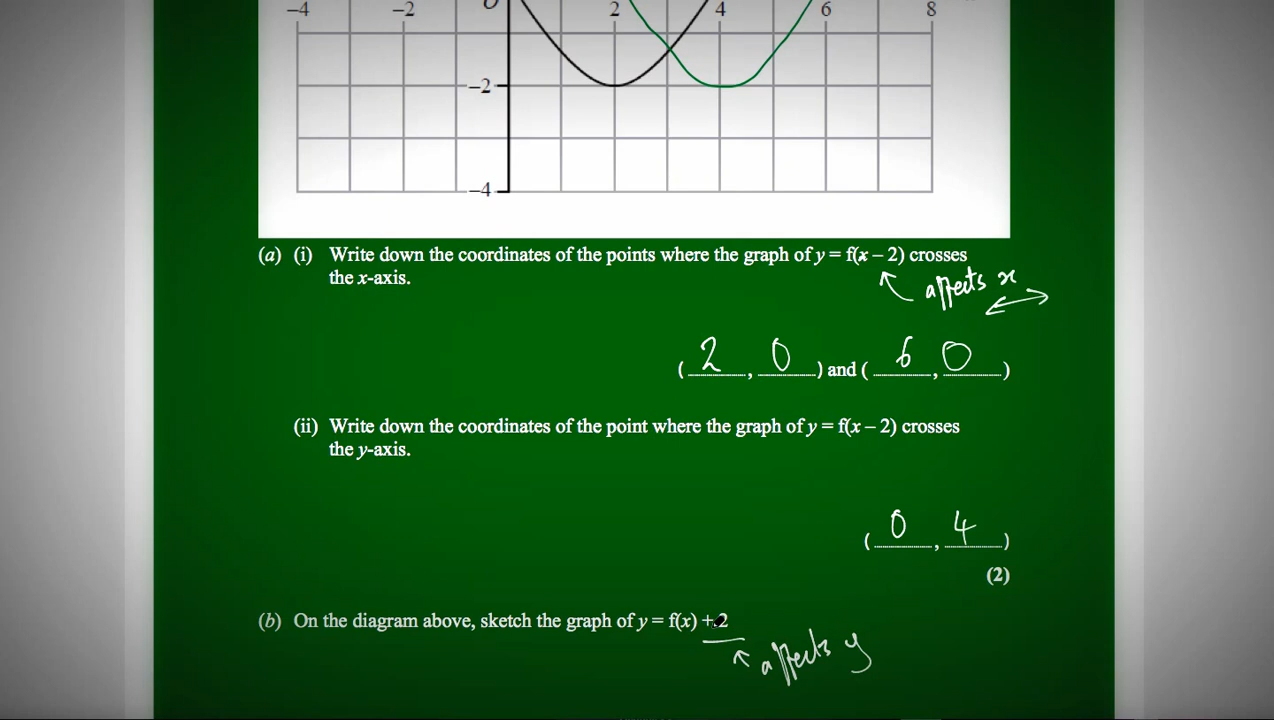 -4 -2 O 2 4 6 8
-2
-4
(a) (i) Write down the coordinates of the points where the graph of y = f(x – 2) crosses
the x-axis.
affects x
( 2 , 0 ) and ( 6 , 0 )
(ii) Write down the coordinates of the point where the graph of y = f(x – 2) crosses
the y-axis.
( 0 , 4 )
(2)
(b) On the diagram above, sketch the graph of y = f(x) + 2
affects y